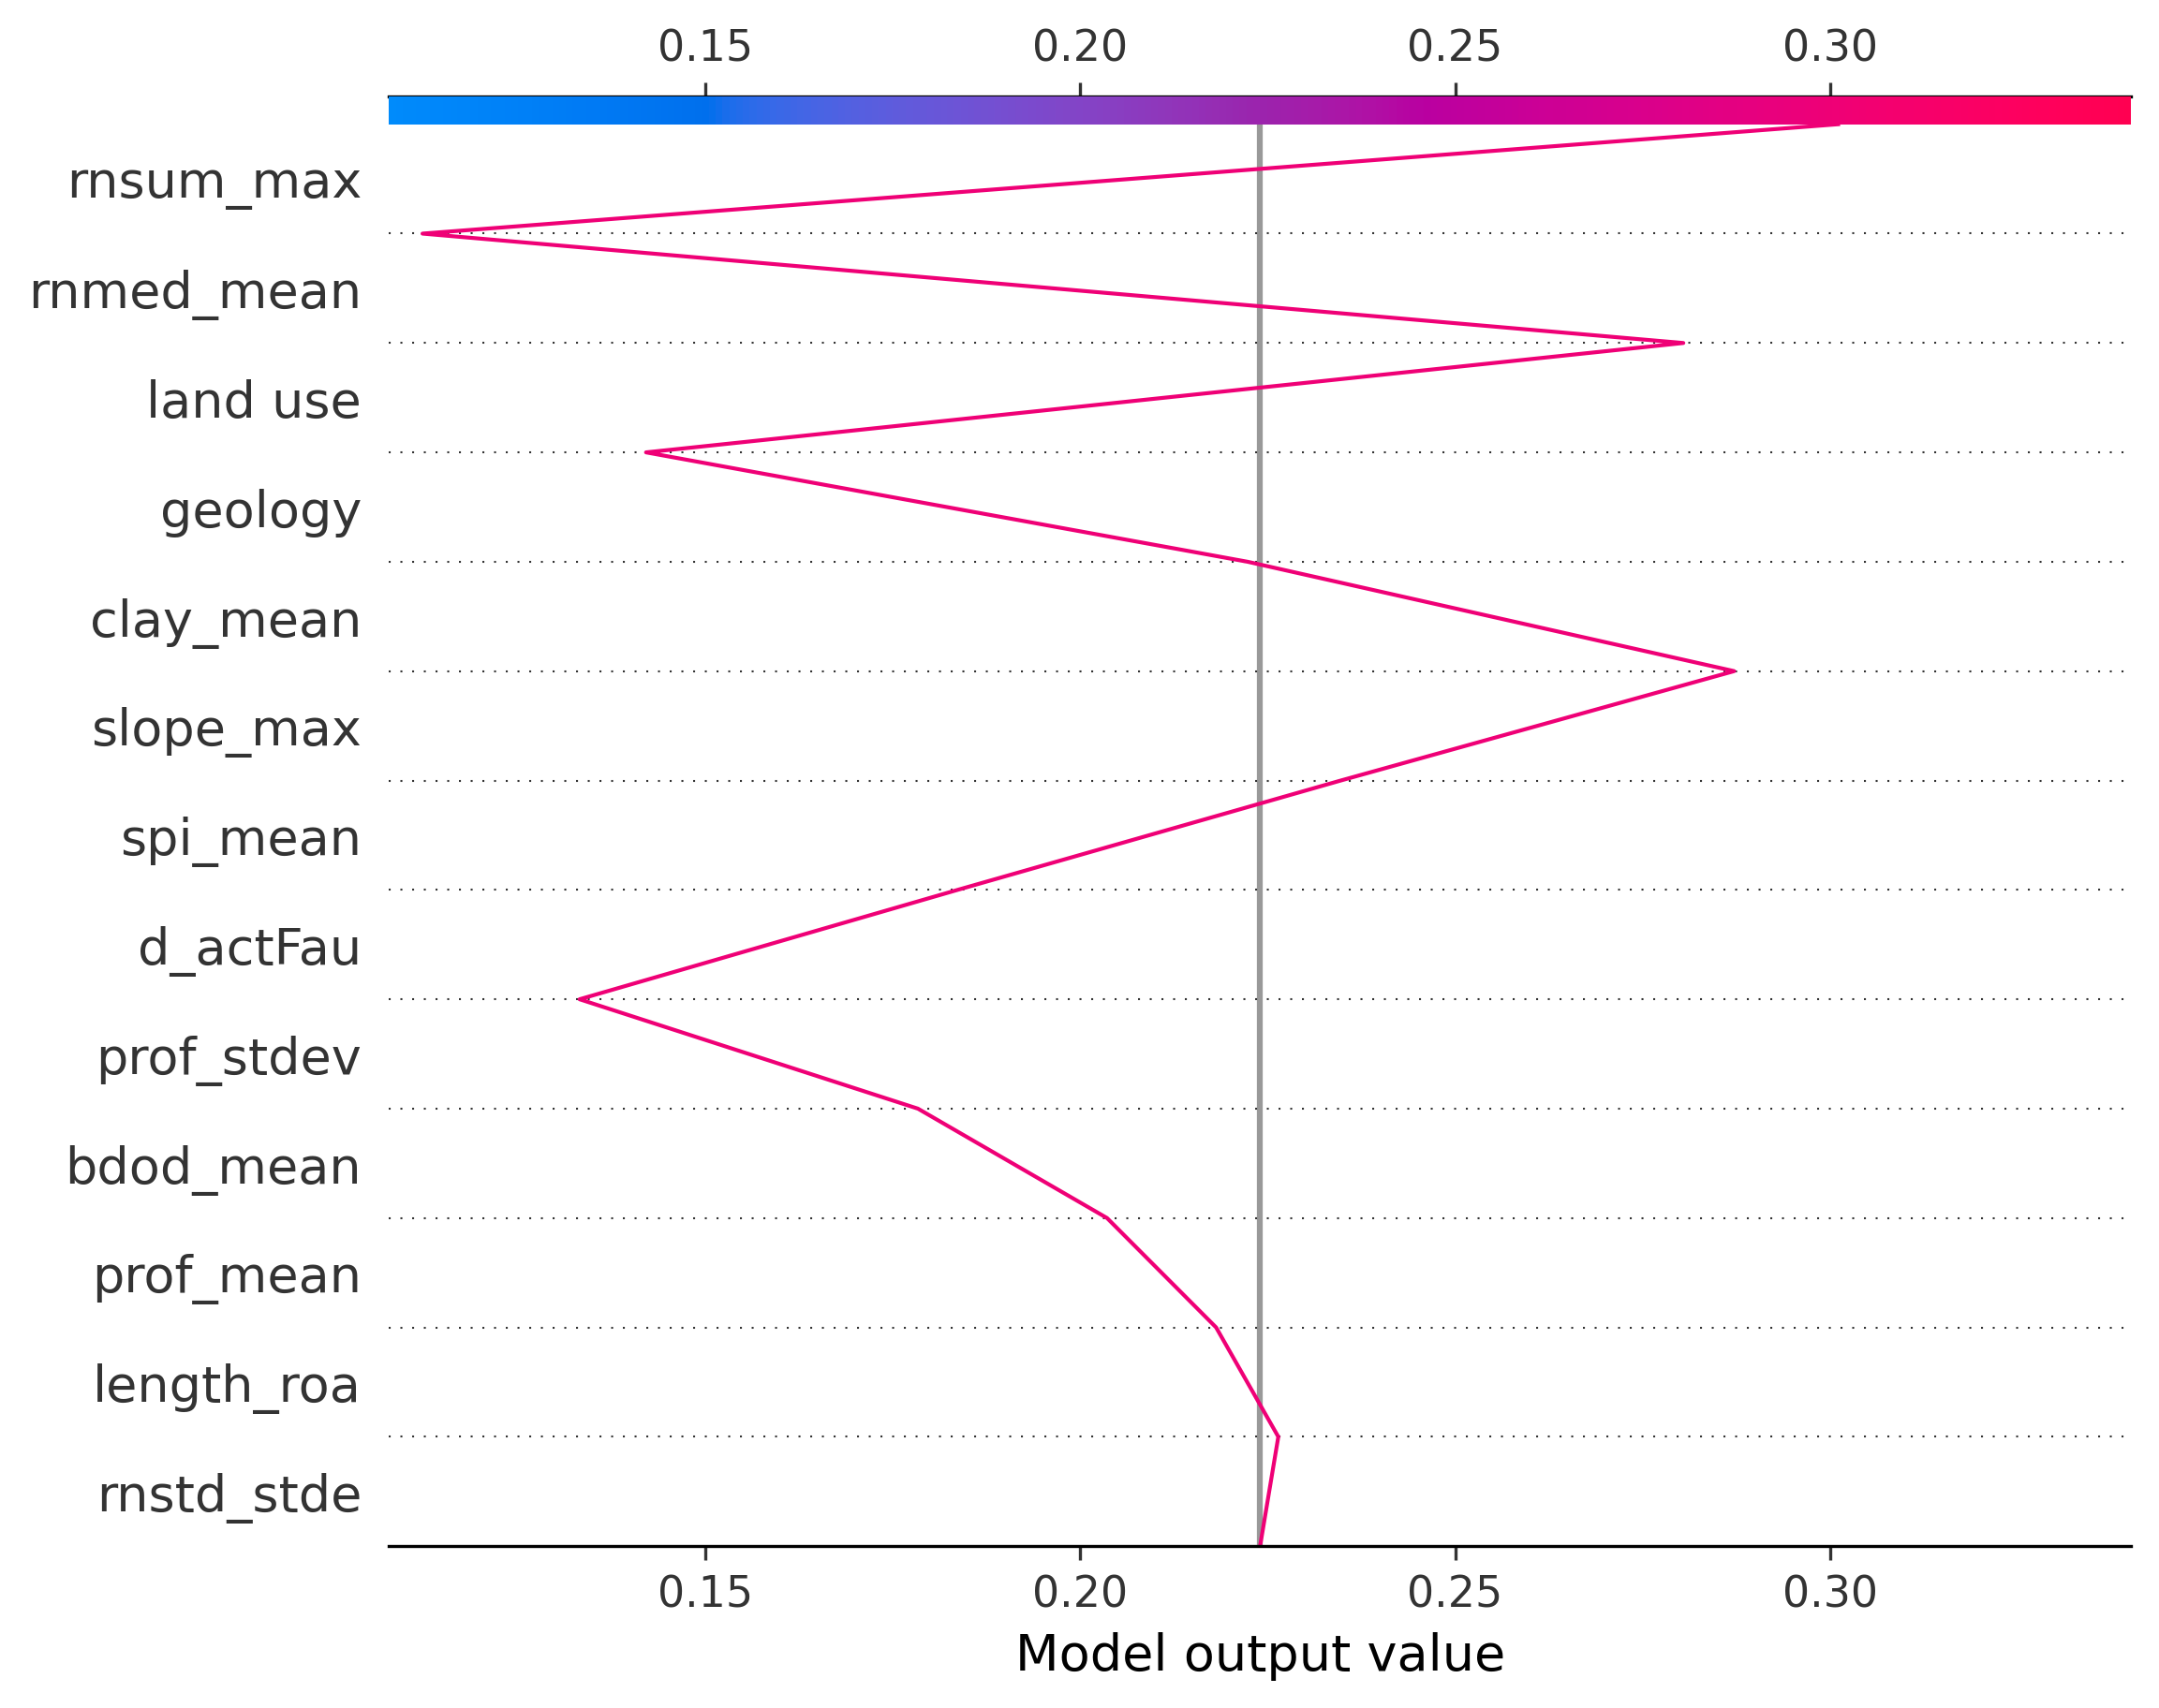 0.15 0.20 0.25 0.30
rnsum_max
rnmed_mean
land use
geology
clay_mean
slope_max
spi_mean
d_actFau
prof_stdev
bdod_mean
prof_mean
length_roa
rnstd_stde
0.15 0.20 0.25 0.30
Model output value